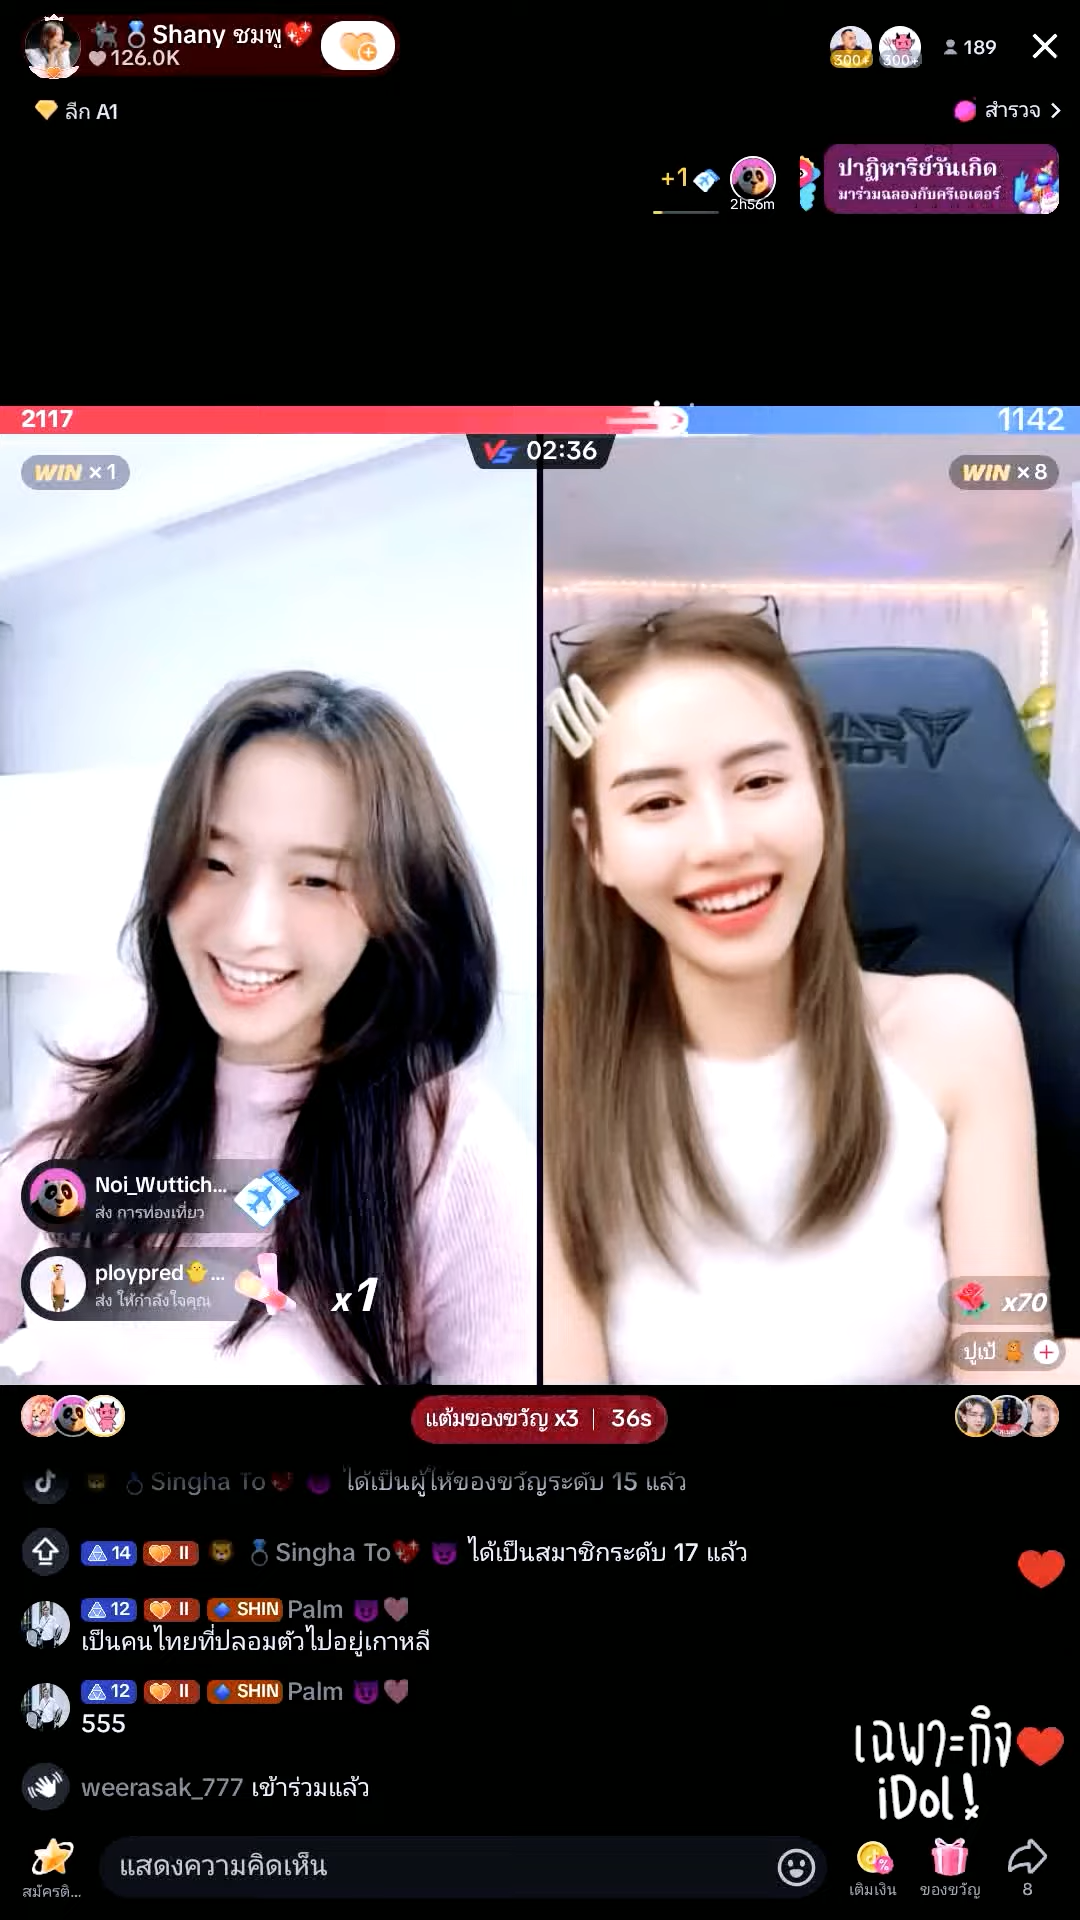 Shany ชมพู
126.0K
300+
300+
189
ลีก A1
สำรวจ
+1
2h56m
ปาฏิหาริย์วันเกิด
มาร่วมฉลองกับครีเอเตอร์
2117
1142
VS 02:36
WIN ×1
WIN ×8
Noi_Wuttich...
ส่ง การท่องเที่ยว
ploypred...
ส่ง ให้กำลังใจคุณ
x1
x70
ปูเป้
แต้มของขวัญ x3 | 36s
Singha To ได้เป็นผู้ให้ของขวัญระดับ 15 แล้ว
14 II Singha To ได้เป็นสมาชิกระดับ 17 แล้ว
12 II SHIN Palm
เป็นคนไทยที่ปลอมตัวไปอยู่เกาหลี
12 II SHIN Palm
555
weerasak_777 เข้าร่วมแล้ว
เฉพาะกิจ
iDol!
แสดงความคิดเห็น
สมัครติ...
เติมเงิน
ของขวัญ
8